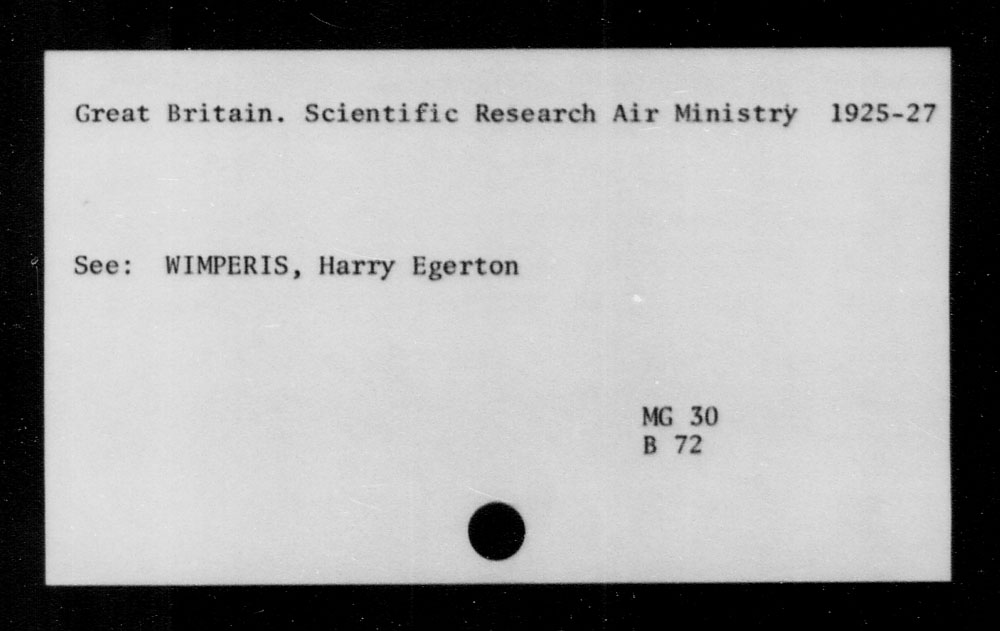 Great Britain. Scientific Research Air Ministry 1925-27
See: WIMPERIS, Harry Egerton
MG 30
B 72